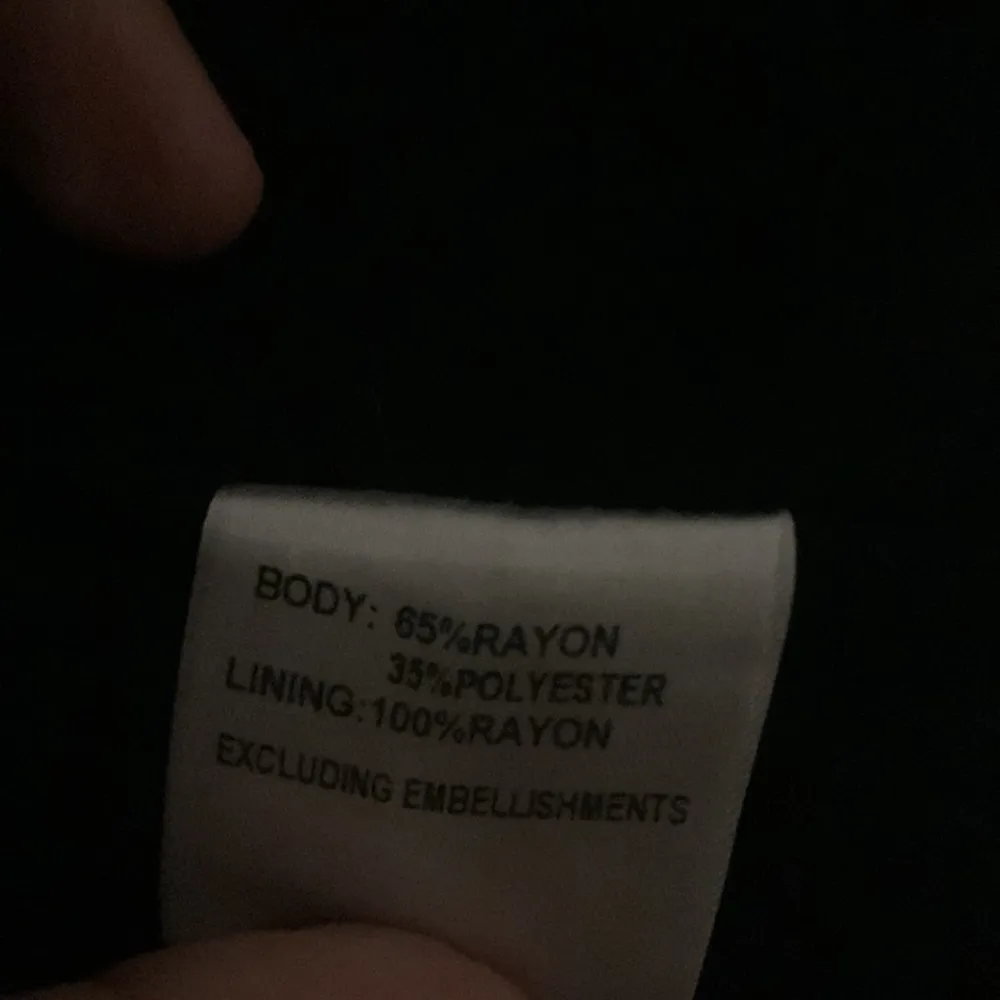 BODY: 65%RAYON
35%POLYESTER
LINING:100%RAYON
EXCLUDING EMBELLISHMENTS